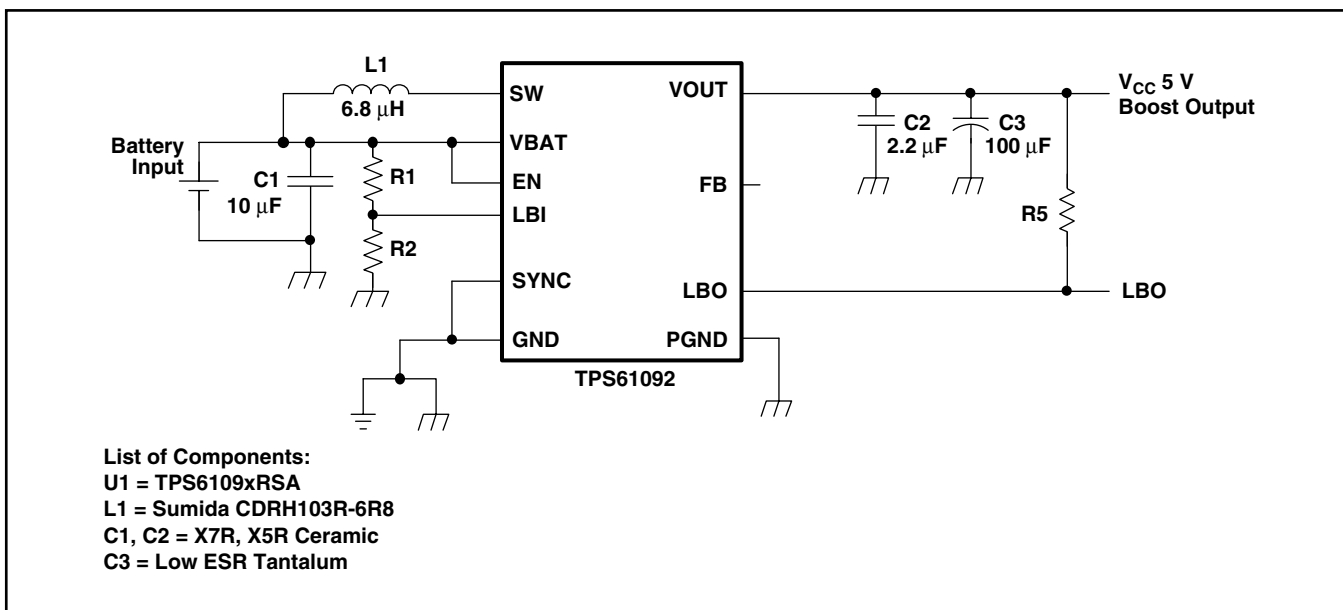 L1
6.8 μH
SW
VOUT
V_CC 5 V
Boost Output
Battery
Input
VBAT
C1
10 μF
R1
EN
LBI
R2
C2
2.2 μF
C3
100 μF
FB
R5
SYNC
LBO
LBO
GND
PGND
TPS61092
List of Components:
U1 = TPS6109xRSA
L1 = Sumida CDRH103R-6R8
C1, C2 = X7R, X5R Ceramic
C3 = Low ESR Tantalum